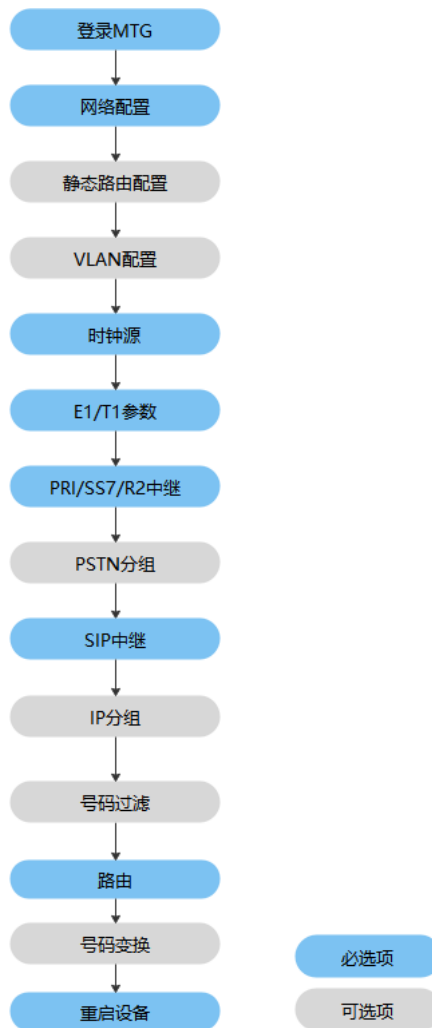 登录MTG
网络配置
静态路由配置
VLAN配置
时钟源
E1/T1参数
PRI/SS7/R2中继
PSTN分组
SIP中继
IP分组
号码过滤
路由
号码变换
重启设备
必选项
可选项